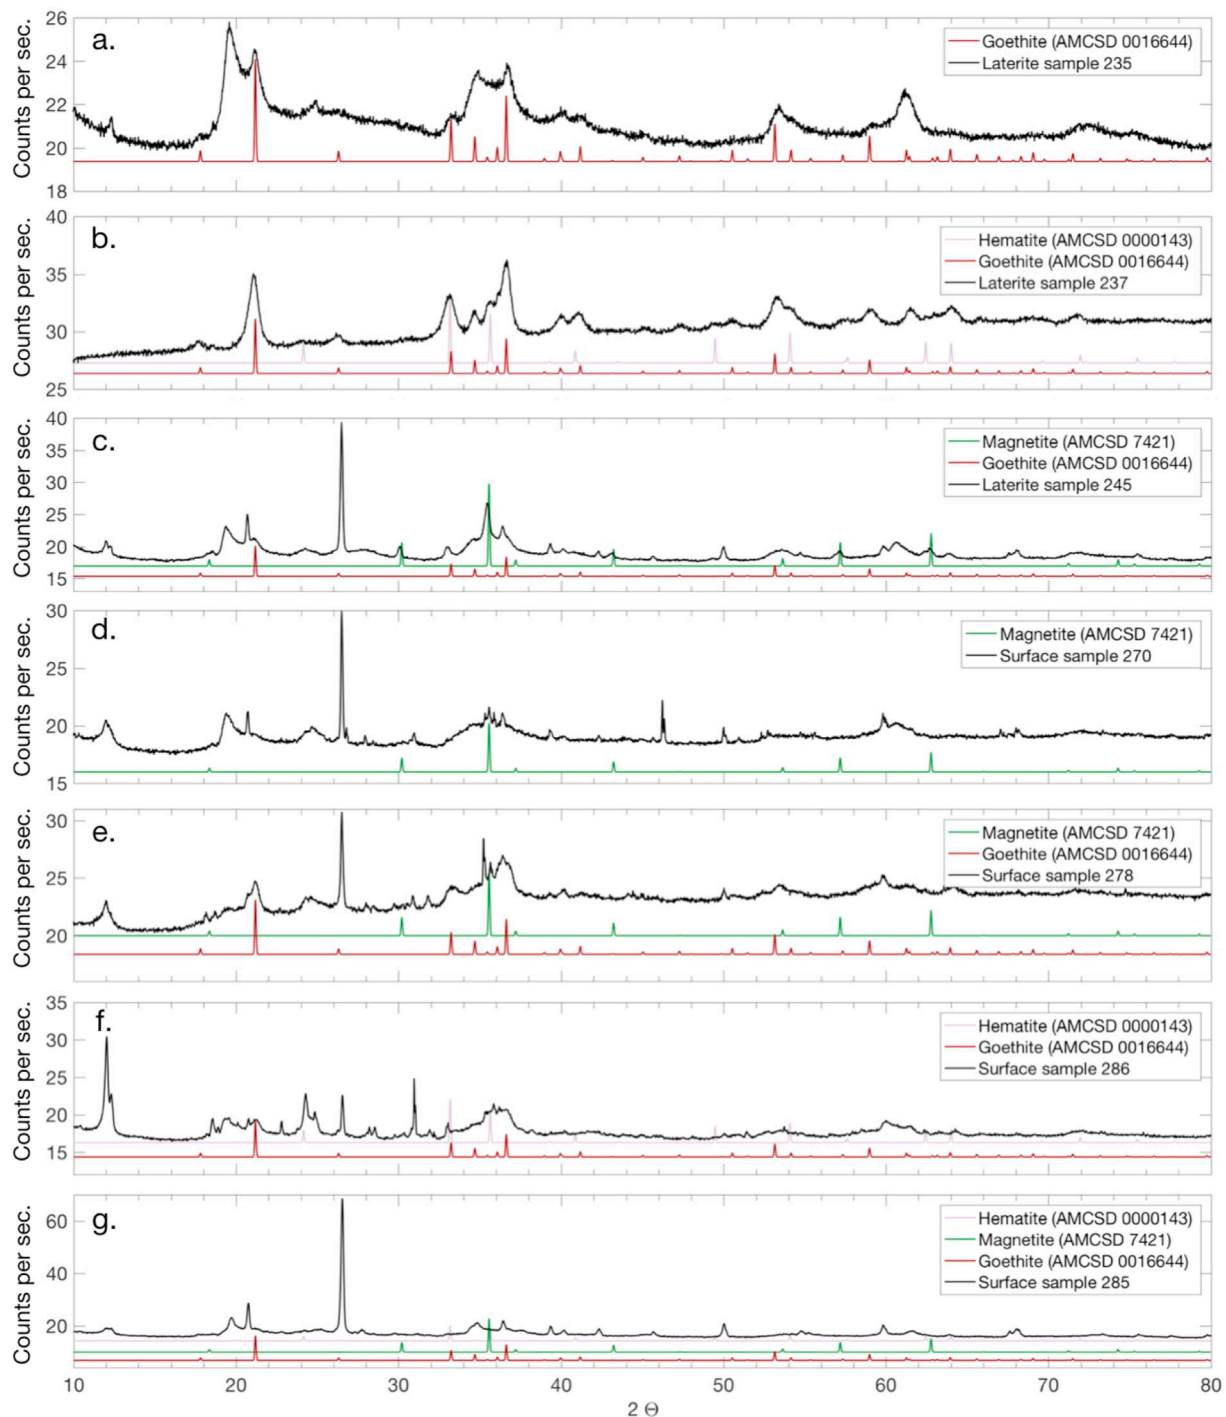 a.
Counts per sec.
26
24
22
20
18
Goethite (AMCSD 0016644)
Laterite sample 235
b.
Counts per sec.
40
35
30
25
Hematite (AMCSD 0000143)
Goethite (AMCSD 0016644)
Laterite sample 237
c.
Counts per sec.
40
35
30
25
20
15
Magnetite (AMCSD 7421)
Goethite (AMCSD 0016644)
Laterite sample 245
d.
Counts per sec.
30
25
20
15
Magnetite (AMCSD 7421)
Surface sample 270
e.
Counts per sec.
30
25
20
Magnetite (AMCSD 7421)
Goethite (AMCSD 0016644)
Surface sample 278
f.
Counts per sec.
35
30
25
20
15
Hematite (AMCSD 0000143)
Goethite (AMCSD 0016644)
Surface sample 286
g.
Counts per sec.
60
40
20
Hematite (AMCSD 0000143)
Magnetite (AMCSD 7421)
Goethite (AMCSD 0016644)
Surface sample 285
10 20 30 40 50 60 70 80
2 Θ